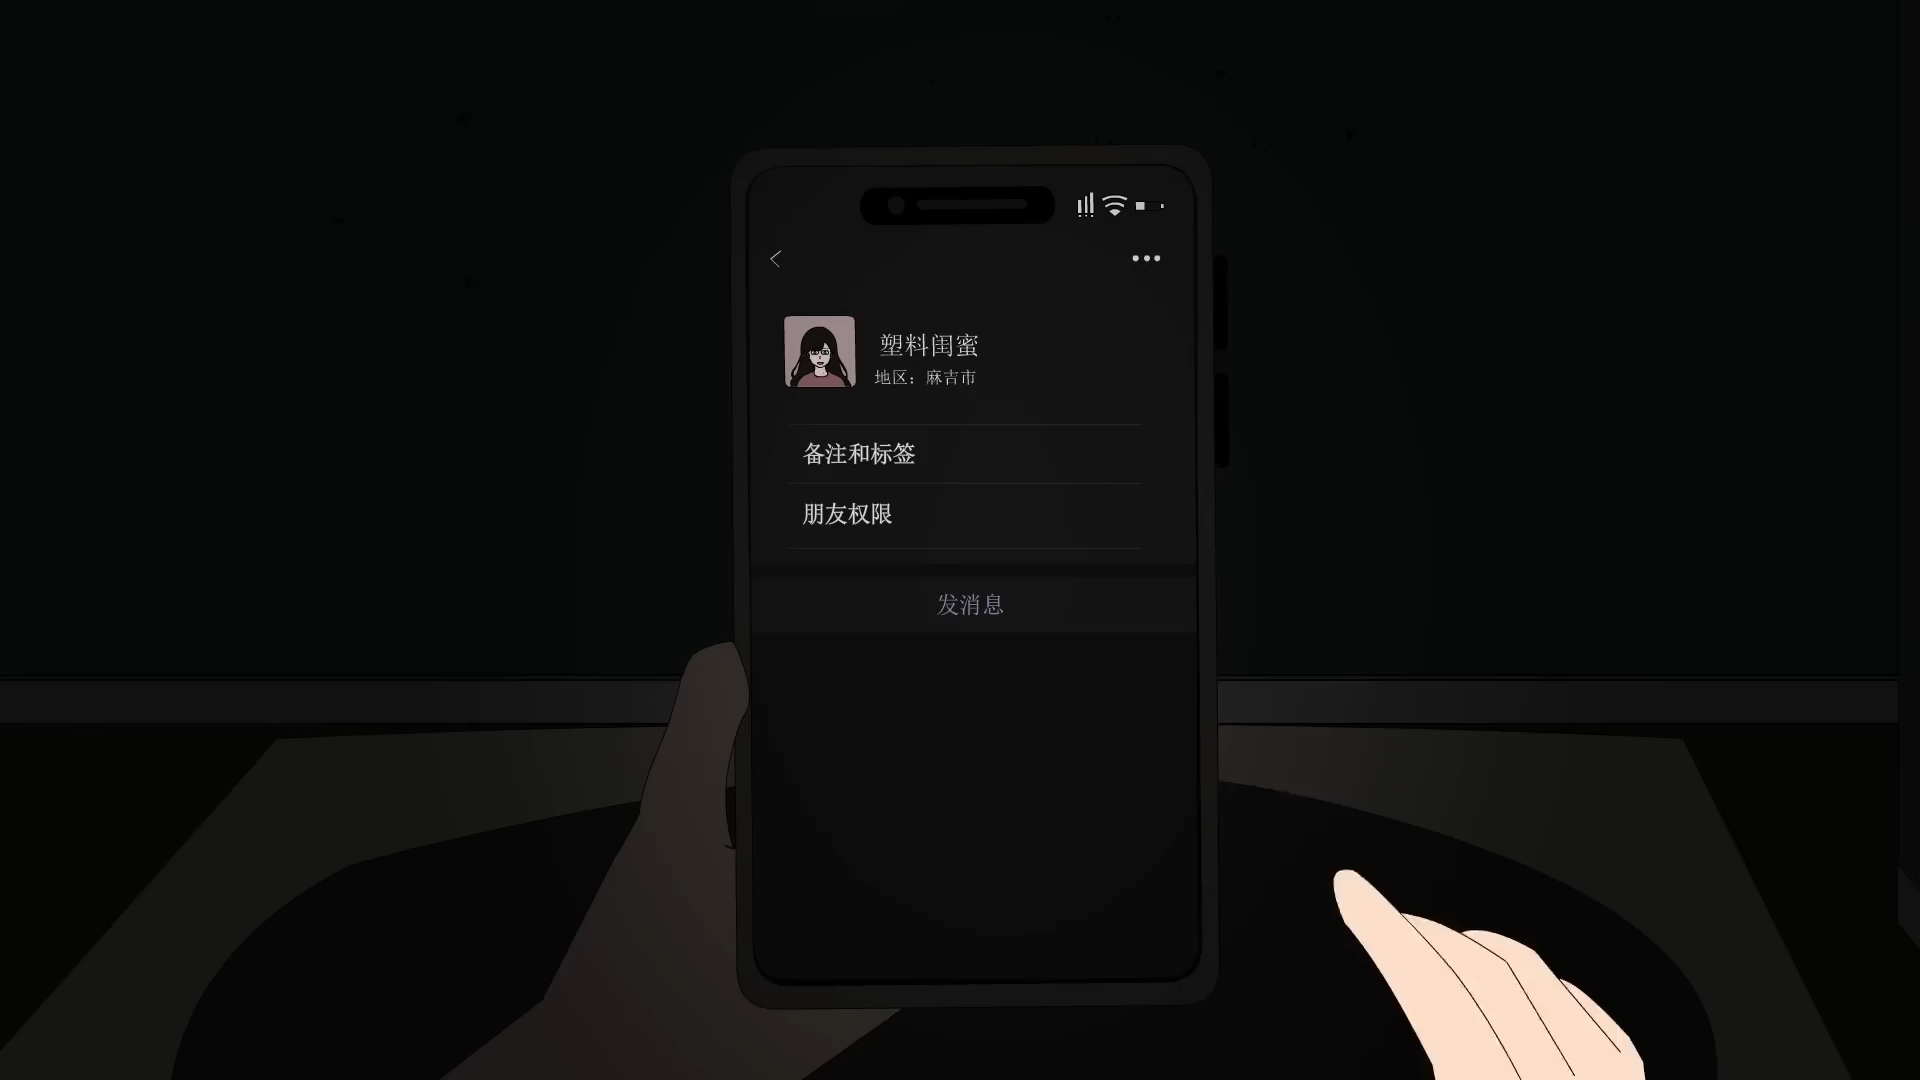 塑料闺蜜
地区：麻吉市
备注和标签
朋友权限
发消息